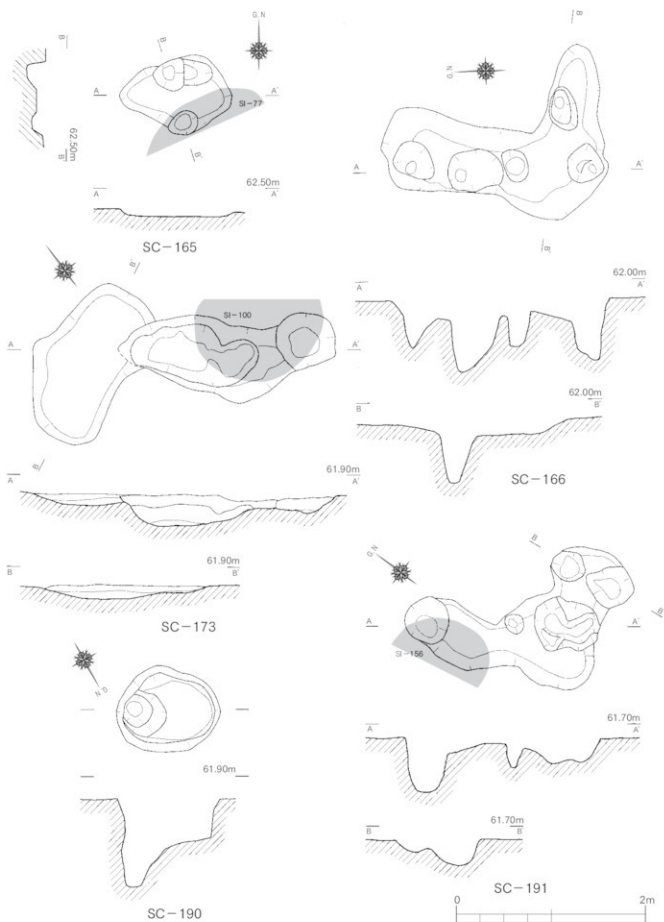 G.N
B
B
A
A'
SI-77
B'
B'
62.50m
62.50m
A
A'
SC-165
B
G.N
A
A'
B'
B'
SI-100
A
A'
B
61.90m
A
A'
61.90m
B
B'
SC-173
62.00m
A
A'
62.00m
B
B'
SC-166
G.N
B
A
A'
SI-156
B'
61.70m
A
A'
61.70m
B
B'
SC-191
G.N
61.90m
SC-190
0
2m